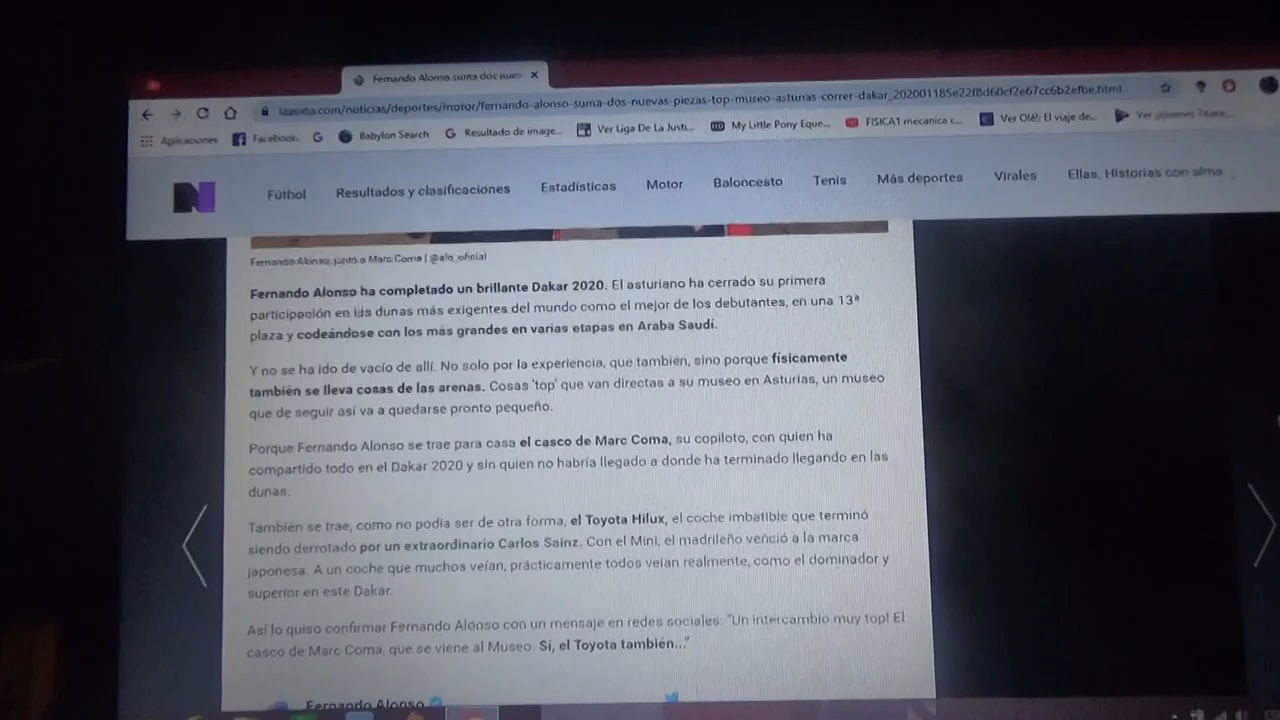 Fernando Alonso suma dos nuev
lasexta.com/noticias/deportes/motor/fernando-alonso-suma-dos-nuevas-piezas-top-museo-asturias-correr-dakar_202001185e22f8d60cf2e67cc6b2efbe.html
Aplicaciones Facebook Babylon Search Resultado de image... Ver Liga De La Justi... My Little Pony Eque... FISICA1 mecanica c... Ver Olé!: El viaje de... Ver Jóvenes Titane...
Fútbol Resultados y clasificaciones Estadísticas Motor Baloncesto Tenis Más deportes Virales Ellas. Historias con alma
Fernando Alonso, junto a Marc Coma | @alo_oficial
Fernando Alonso ha completado un brillante Dakar 2020. El asturiano ha cerrado su primera
participación en las dunas más exigentes del mundo como el mejor de los debutantes, en una 13ª
plaza y codeándose con los más grandes en varias etapas en Araba Saudí.
Y no se ha ido de vacío de allí. No solo por la experiencia, que también, sino porque físicamente
también se lleva cosas de las arenas. Cosas 'top' que van directas a su museo en Asturias, un museo
que de seguir así va a quedarse pronto pequeño.
Porque Fernando Alonso se trae para casa el casco de Marc Coma, su copiloto, con quien ha
compartido todo en el Dakar 2020 y sin quien no habría llegado a donde ha terminado llegando en las
dunas.
También se trae, como no podía ser de otra forma, el Toyota Hilux, el coche imbatible que terminó
siendo derrotado por un extraordinario Carlos Sainz. Con el Mini, el madrileño venció a la marca
japonesa. A un coche que muchos veían, prácticamente todos veían realmente, como el dominador y
superior en este Dakar.
Así lo quiso confirmar Fernando Alonso con un mensaje en redes sociales: "Un intercambio muy top! El
casco de Marc Coma, que se viene al Museo. Sí, el Toyota también..."
Fernando Alonso